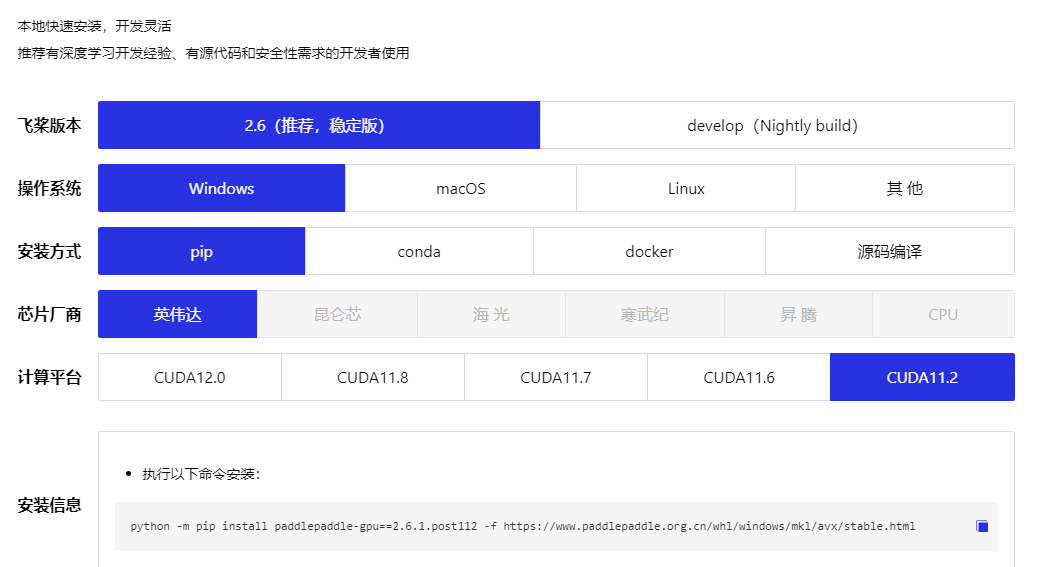 本地快速安装，开发灵活
推荐有深度学习开发经验、有源代码和安全性需求的开发者使用
飞桨版本 2.6（推荐，稳定版） develop（Nightly build）
操作系统 Windows macOS Linux 其 他
安装方式 pip conda docker 源码编译
芯片厂商 英伟达 昆仑芯 海 光 寒武纪 昇 腾 CPU
计算平台 CUDA12.0 CUDA11.8 CUDA11.7 CUDA11.6 CUDA11.2
• 执行以下命令安装：
安装信息
python -m pip install paddlepaddle-gpu==2.6.1.post112 -f https://www.paddlepaddle.org.cn/whl/windows/mkl/avx/stable.html